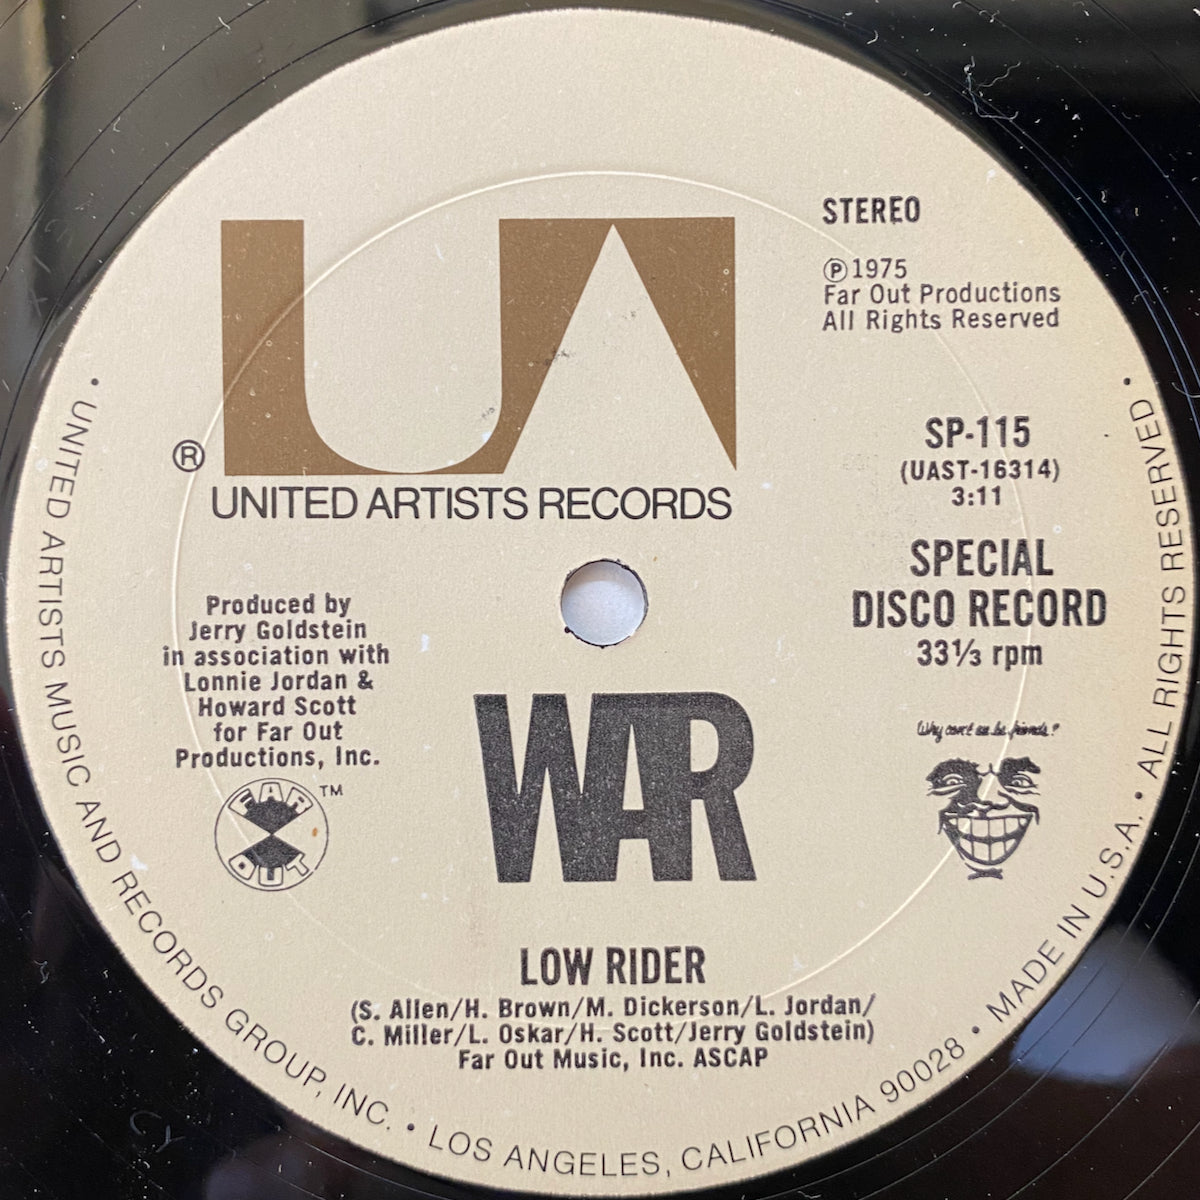 STEREO
Ⓟ1975
Far Out Productions
All Rights Reserved
UA
®
UNITED ARTISTS RECORDS
SP-115
(UAST-16314)
3:11
SPECIAL
DISCO RECORD
33⅓ rpm
Produced by
Jerry Goldstein
in association with
Lonnie Jordan &
Howard Scott
for Far Out
Productions, Inc.
FAR OUT ™
Why can't we be friends?
WAR
LOW RIDER
(S. Allen/H. Brown/M. Dickerson/L. Jordan/
C. Miller/L. Oskar/H. Scott/Jerry Goldstein)
Far Out Music, Inc. ASCAP
• UNITED ARTISTS MUSIC AND RECORDS GROUP, INC. • LOS ANGELES, CALIFORNIA 90028 • MADE IN U.S.A. • ALL RIGHTS RESERVED •